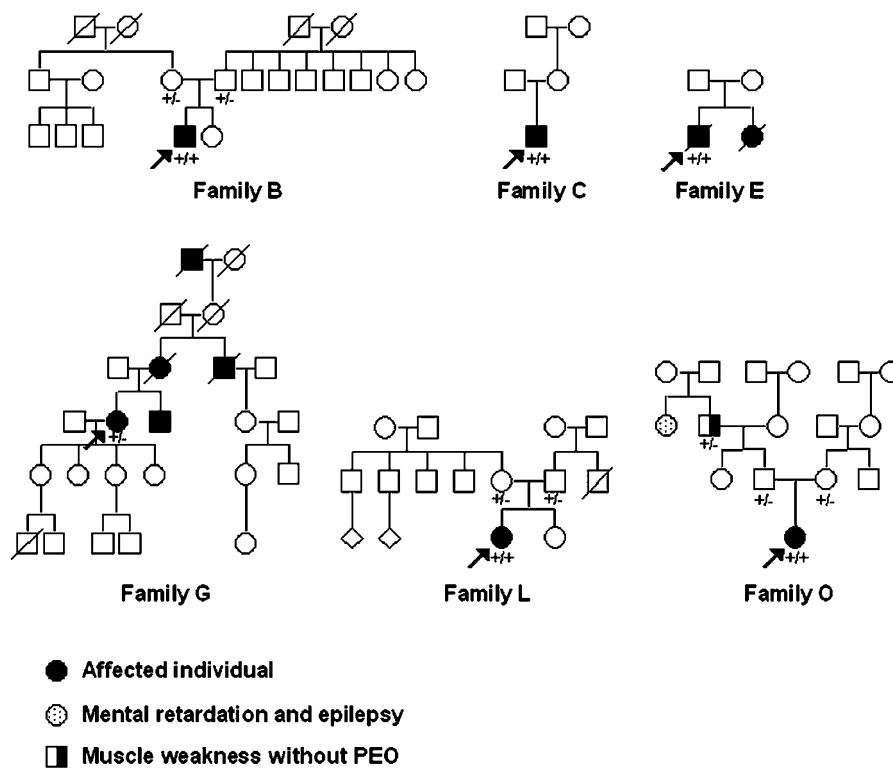 +/- +/-
+/+ +/+ +/+
Family B Family C Family E
+/-
+/-
+/- +/- +/- +/-
+/+ +/+
Family G Family L Family O
Affected individual
Mental retardation and epilepsy
Muscle weakness without PEO